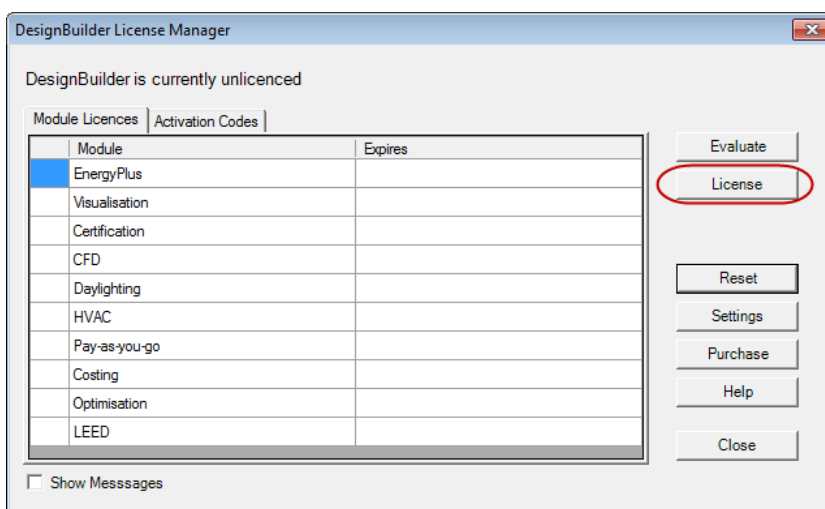 DesignBuilder License Manager
DesignBuilder is currently unlicenced
Module Licences Activation Codes
Module Expires
EnergyPlus
Visualisation
Certification
CFD
Daylighting
HVAC
Pay-as-you-go
Costing
Optimisation
LEED
Evaluate
License
Reset
Settings
Purchase
Help
Close
Show Messsages